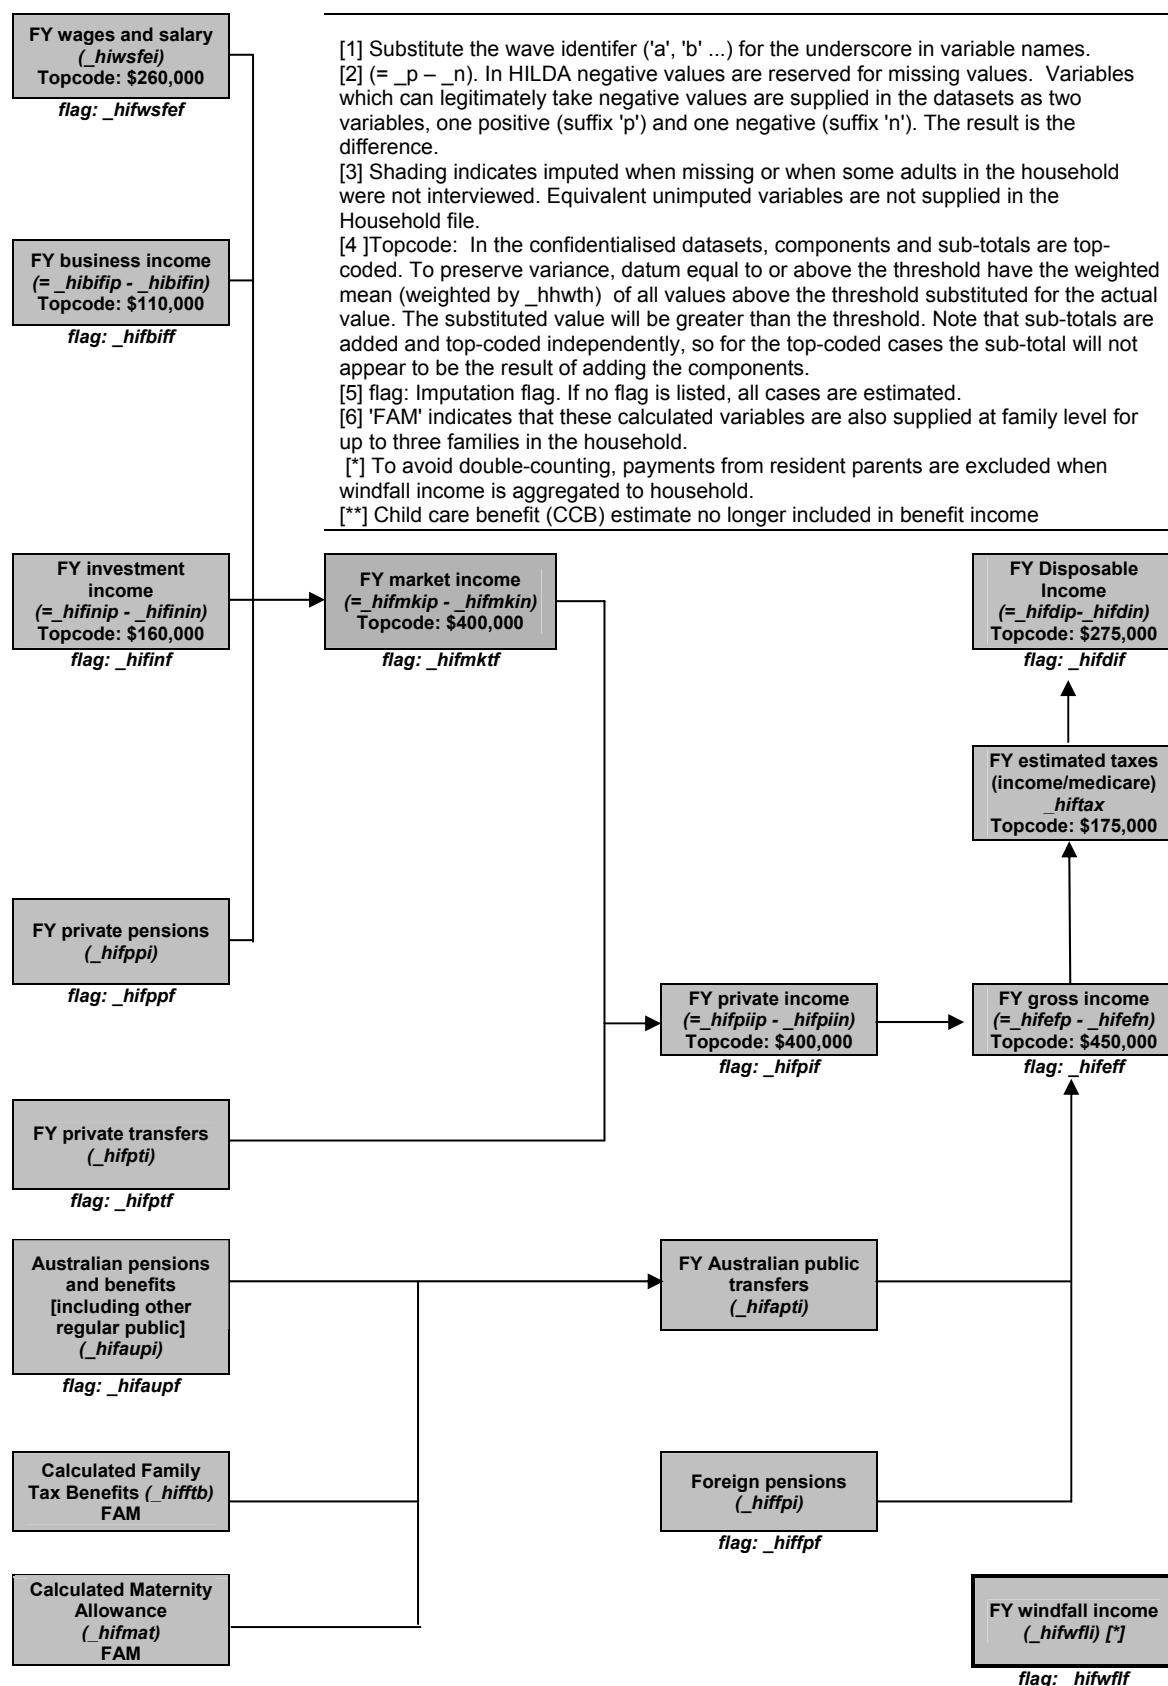 FY wages and salary
(_hiwsfei)
Topcode: $260,000
flag: _hifwsfef
[1] Substitute the wave identifer ('a', 'b' ...) for the underscore in variable names.
[2] (= _p – _n). In HILDA negative values are reserved for missing values.  Variables
which can legitimately take negative values are supplied in the datasets as two
variables, one positive (suffix 'p') and one negative (suffix 'n'). The result is the
difference.
[3] Shading indicates imputed when missing or when some adults in the household
were not interviewed. Equivalent unimputed variables are not supplied in the
Household file.
[4 ]Topcode:  In the confidentialised datasets, components and sub-totals are top-
coded. To preserve variance, datum equal to or above the threshold have the weighted
mean (weighted by _hhwth)  of all values above the threshold substituted for the actual
value. The substituted value will be greater than the threshold. Note that sub-totals are
added and top-coded independently, so for the top-coded cases the sub-total will not
appear to be the result of adding the components.
[5] flag: Imputation flag. If no flag is listed, all cases are estimated.
[6] 'FAM' indicates that these calculated variables are also supplied at family level for
up to three families in the household.
[*] To avoid double-counting, payments from resident parents are excluded when
windfall income is aggregated to household.
[**] Child care benefit (CCB) estimate no longer included in benefit income
FY business income
(= _hibifip - _hibifin)
Topcode: $110,000
flag: _hifbiff
FY investment
income
(=_hifinip - _hifinin)
Topcode: $160,000
flag: _hifinf
FY market income
(=_hifmkip - _hifmkin)
Topcode: $400,000
flag: _hifmktf
FY Disposable
Income
(=_hifdip-_hifdin)
Topcode: $275,000
flag: _hifdif
FY estimated taxes
(income/medicare)
_hiftax
Topcode: $175,000
FY private pensions
(_hifppi)
flag: _hifppf
FY private income
(=_hifpiip - _hifpiin)
Topcode: $400,000
flag: _hifpif
FY gross income
(=_hifefp - _hifefn)
Topcode: $450,000
flag: _hifeff
FY private transfers
(_hifpti)
flag: _hifptf
Australian pensions
and benefits
[including other
regular public]
(_hifaupi)
flag: _hifaupf
FY Australian public
transfers
(_hifapti)
Calculated Family
Tax Benefits (_hifftb)
FAM
Foreign pensions
(_hiffpi)
flag: _hiffpf
Calculated Maternity
Allowance
(_hifmat)
FAM
FY windfall income
(_hifwfli) [*]
flag: _hifwflf